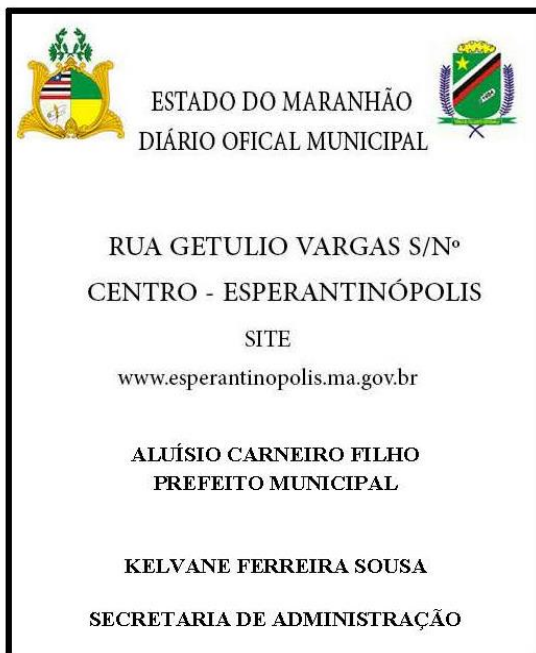 ESTADO DO MARANHÃO
DIÁRIO OFICAL MUNICIPAL
RUA GETULIO VARGAS S/Nº
CENTRO - ESPERANTINÓPOLIS
SITE
www.esperantinopolis.ma.gov.br
ALUÍSIO CARNEIRO FILHO
PREFEITO MUNICIPAL
KELVANE FERREIRA SOUSA
SECRETARIA DE ADMINISTRAÇÃO